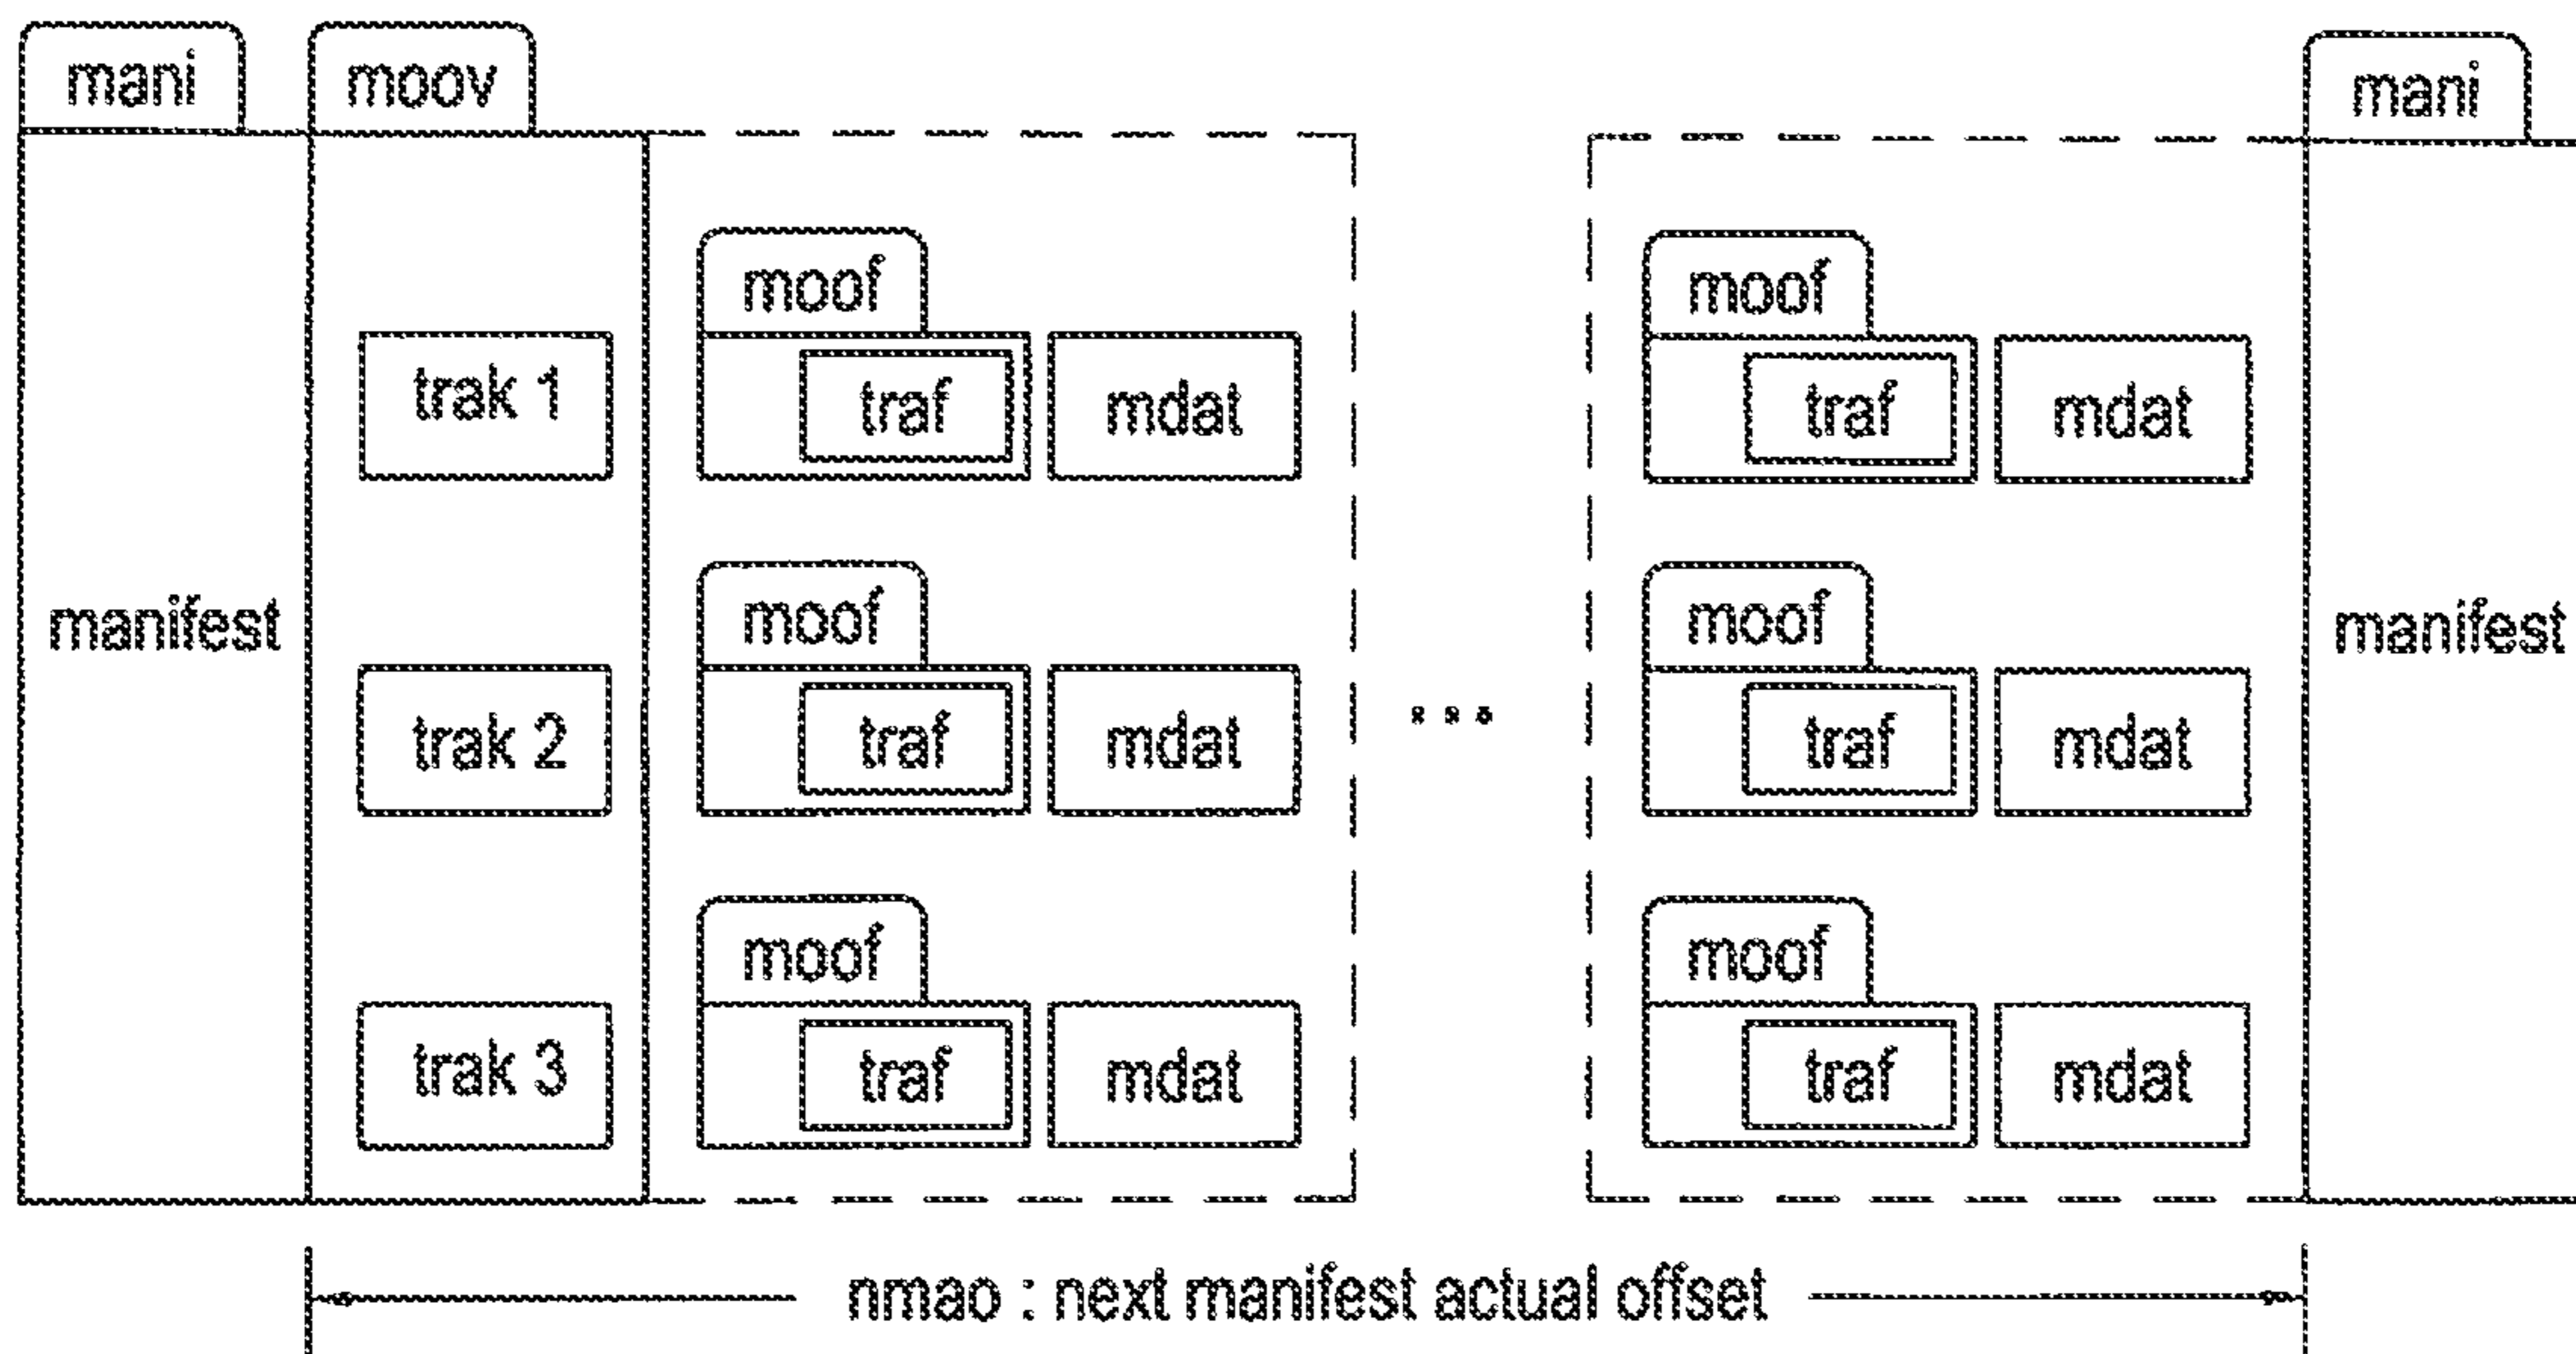 mani moov mani
moof moof
trak 1 traf mdat traf mdat
manifest moof moof manifest
trak 2 traf mdat ... traf mdat
moof moof
trak 3 traf mdat traf mdat
nmao : next manifest actual offset